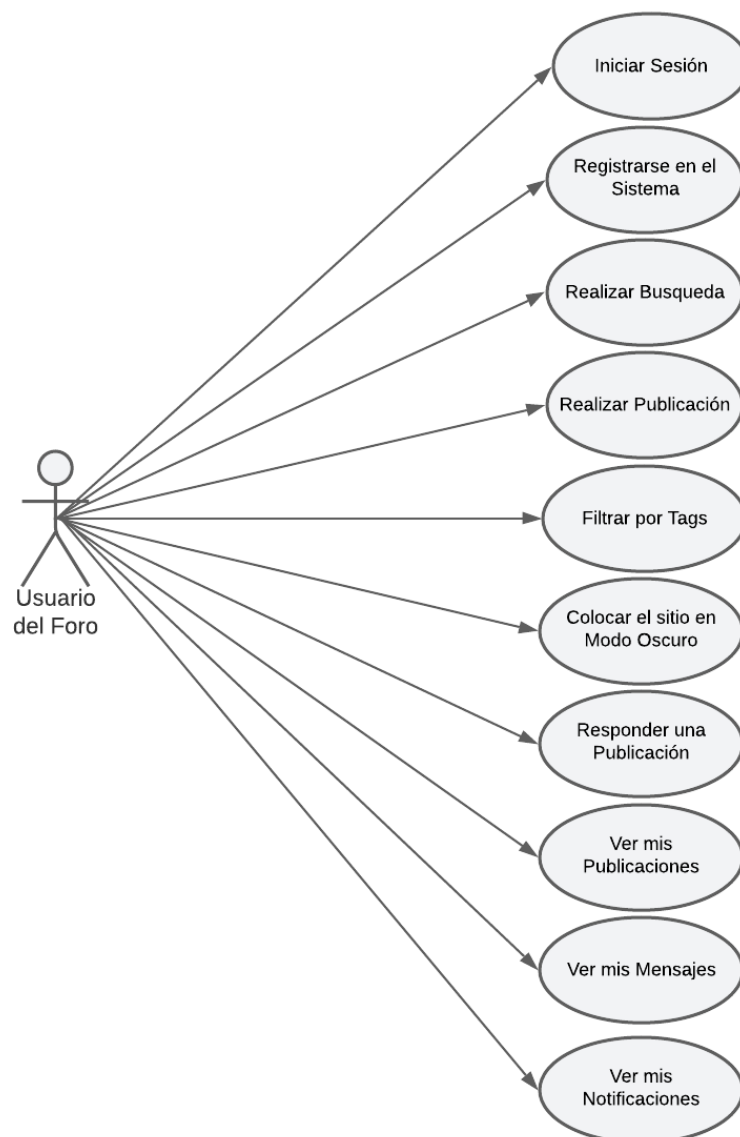 Iniciar Sesión
Registrarse en el
Sistema
Realizar Busqueda
Realizar Publicación
Filtrar por Tags
Usuario
del Foro
Colocar el sitio en
Modo Oscuro
Responder una
Publicación
Ver mis
Publicaciones
Ver mis Mensajes
Ver mis
Notificaciones